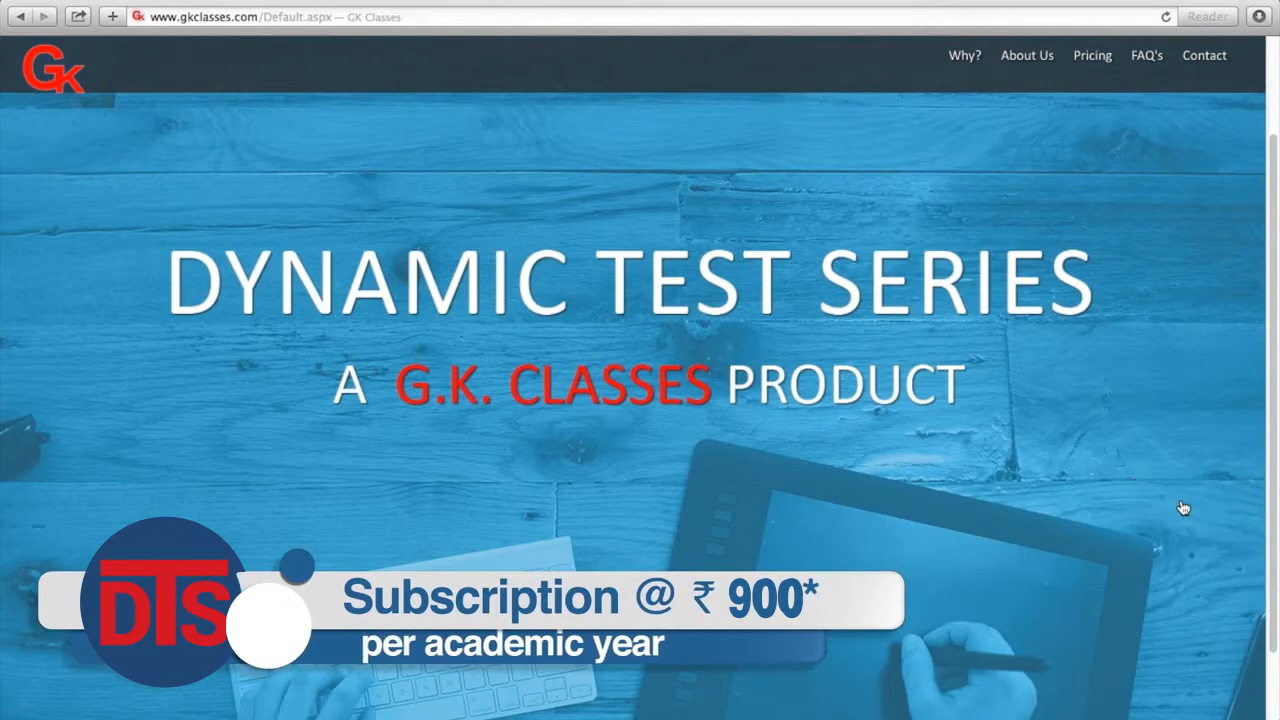 Gk www.gkclasses.com/Default.aspx — GK Classes
Reader
GK
Why? About Us Pricing FAQ's Contact
DYNAMIC TEST SERIES
A G.K. CLASSES PRODUCT
DTS
Subscription @ ₹ 900*
per academic year